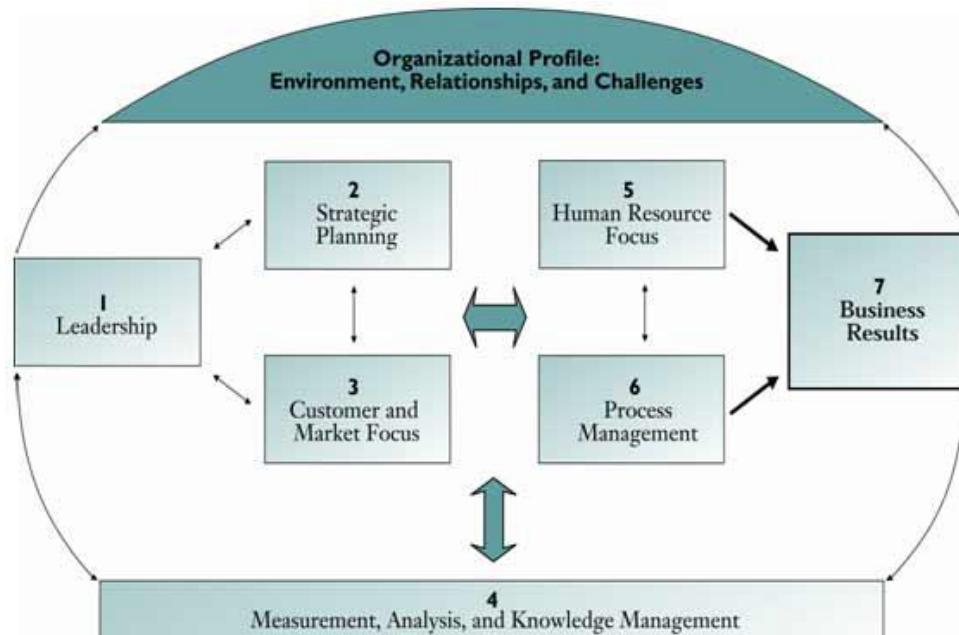 Organizational Profile:
Environment, Relationships, and Challenges
2
Strategic
Planning
5
Human Resource
Focus
1
Leadership
7
Business
Results
3
Customer and
Market Focus
6
Process
Management
4
Measurement, Analysis, and Knowledge Management